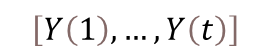 [Y(1), ..., Y(t)]